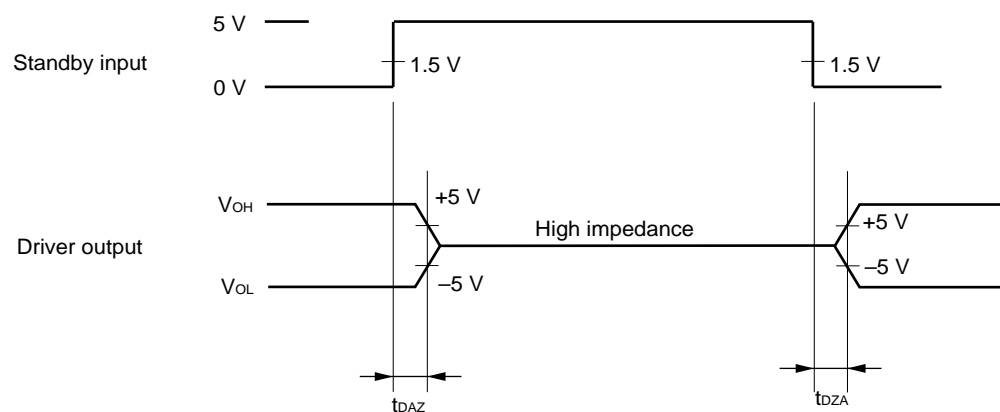 5 V
Standby input
1.5 V
1.5 V
0 V
VOH
+5 V
High impedance
+5 V
Driver output
–5 V
–5 V
VOL
tDAZ
tDZA